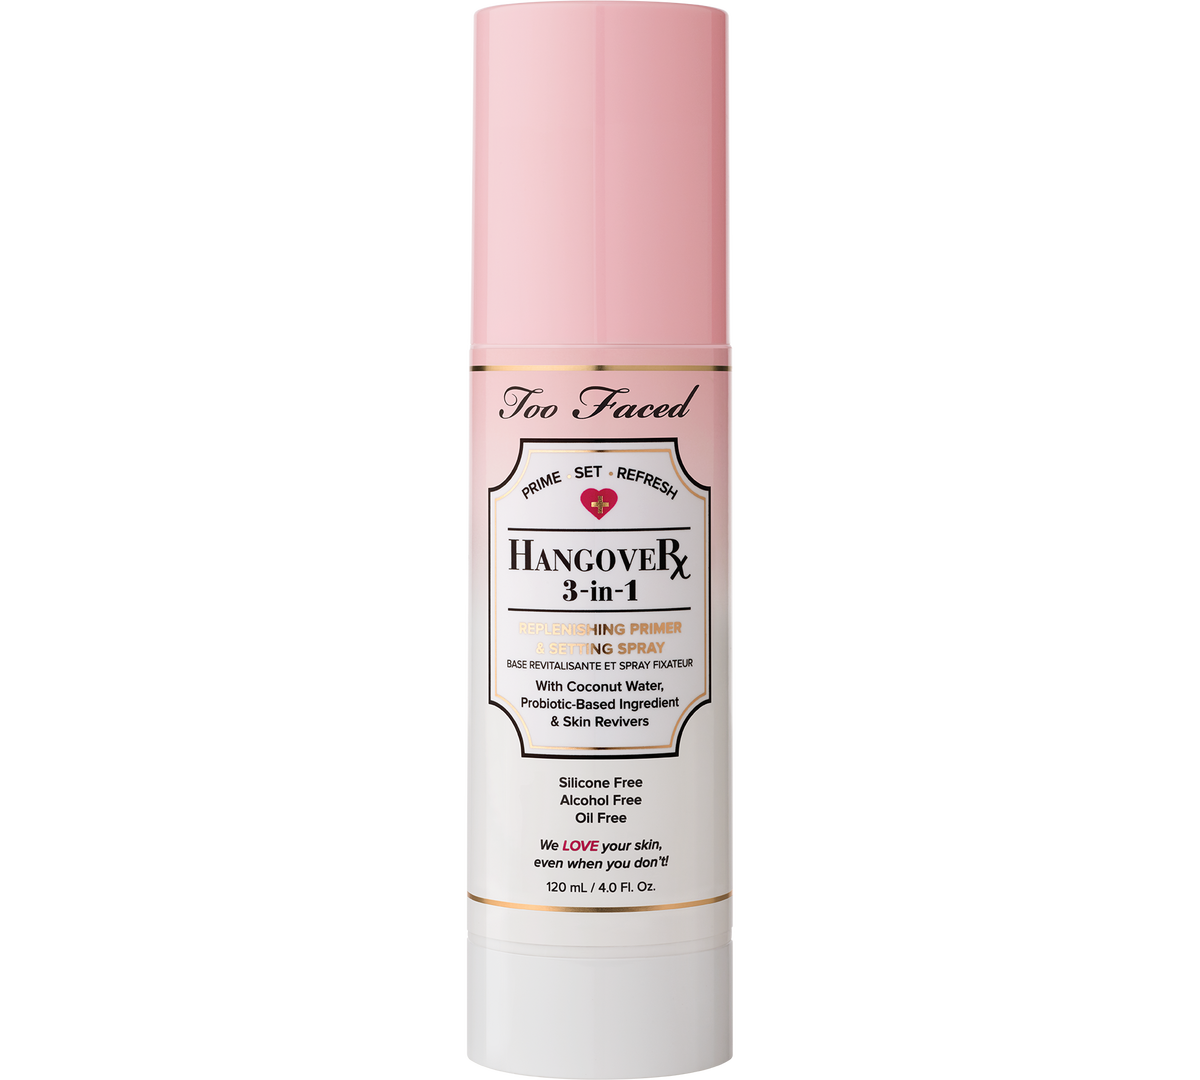 Too Faced
PRIME · SET · REFRESH
HANGOVERx
3-in-1
REPLENISHING PRIMER
& SETTING SPRAY
BASE REVITALISANTE ET SPRAY FIXATEUR
With Coconut Water,
Probiotic-Based Ingredient
& Skin Revivers
Silicone Free
Alcohol Free
Oil Free
We LOVE your skin,
even when you don't!
120 mL / 4.0 Fl. Oz.